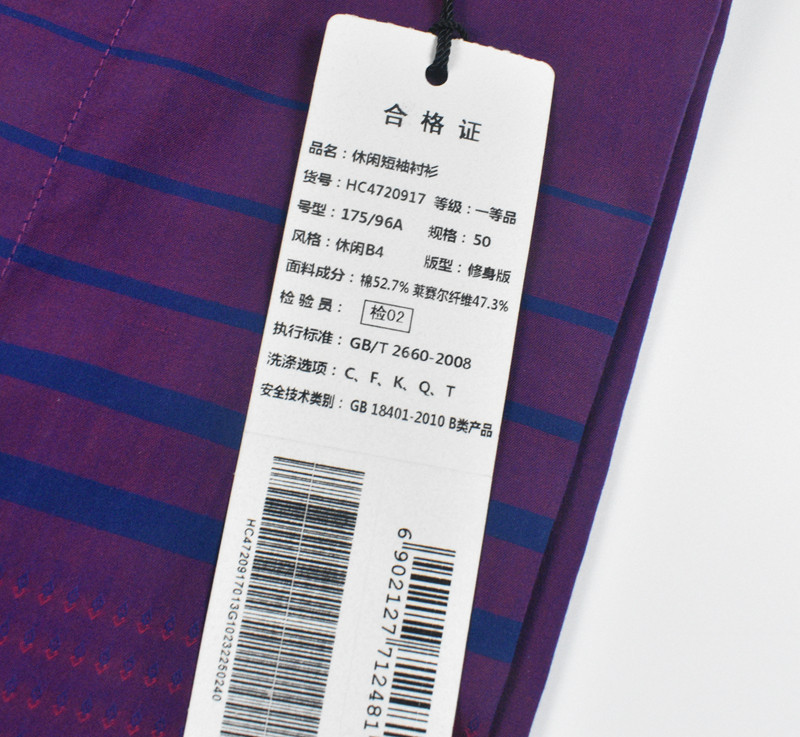 合格证
品名：休闲短袖衬衫
货号：HC4720917 等级：一等品
号型：175/96A 规格：50
风格：休闲B4 版型：修身版
面料成分：棉52.7% 莱赛尔纤维47.3%
检验员：检02
执行标准：GB/T 2660-2008
洗涤选项：C、F、K、Q、T
安全技术类别：GB 18401-2010 B类产品
HC4720917013G10232250240
6 902127 712481